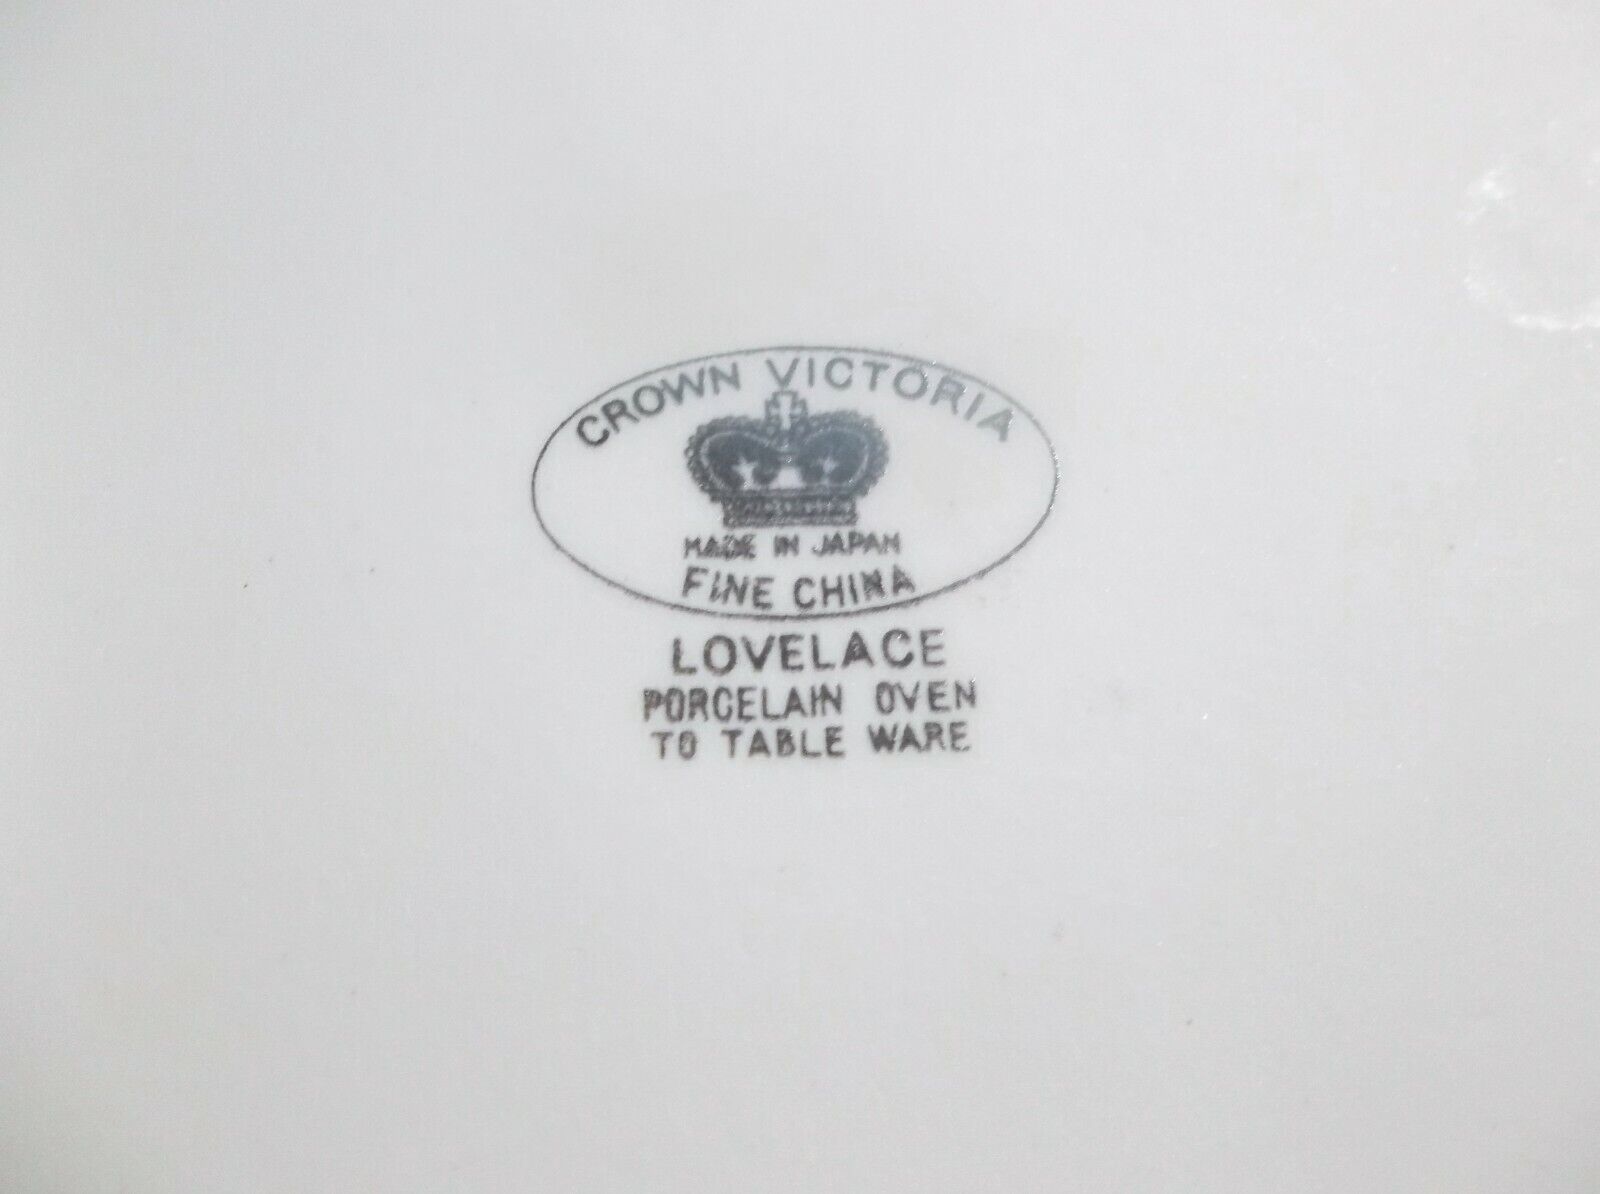 CROWN VICTORIA
MADE IN JAPAN
FINE CHINA
LOVELACE
PORCELAIN OVEN
TO TABLE WARE